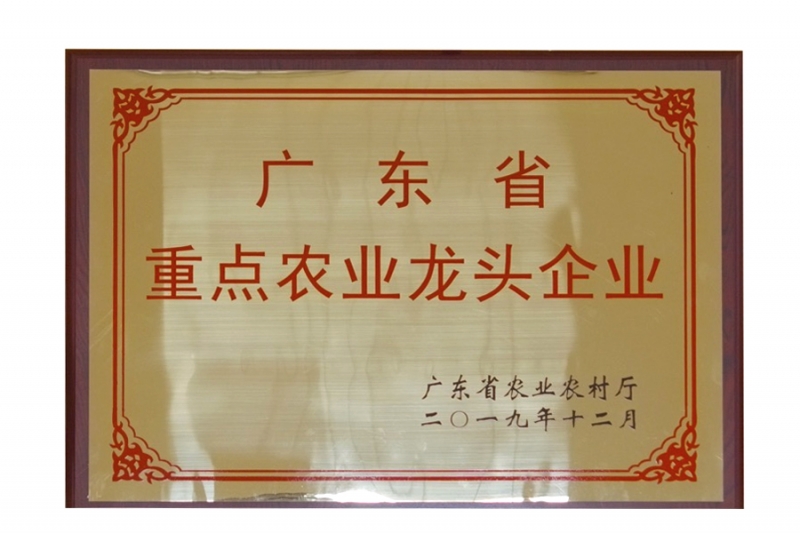 广东省
重点农业龙头企业
广东省农业农村厅
二〇一九年十二月